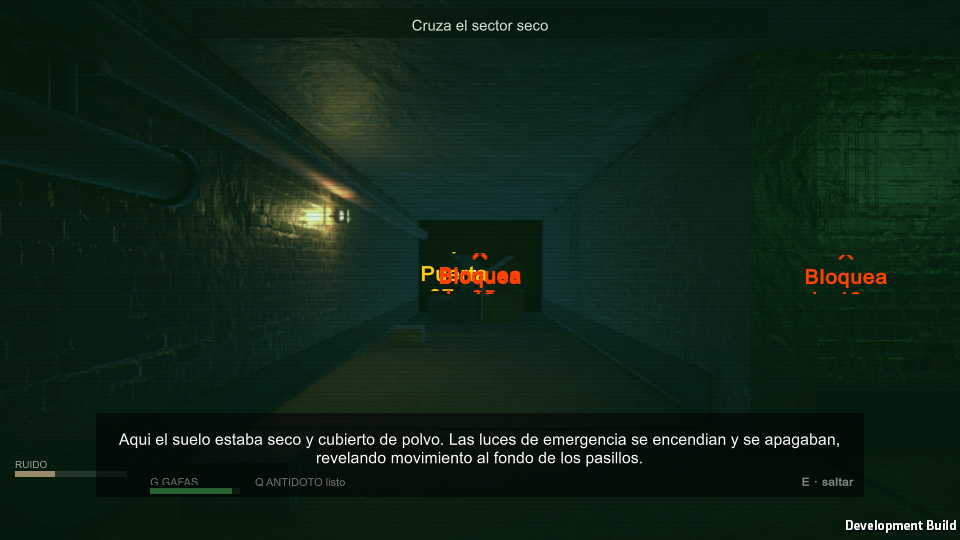 Cruza el sector seco
Bloquea
Aqui el suelo estaba seco y cubierto de polvo. Las luces de emergencia se encendian y se apagaban,
revelando movimiento al fondo de los pasillos.
RUIDO
G GAFAS
Q ANTIDOTO listo
E · saltar
Development Build